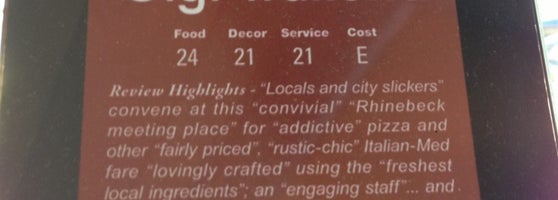 Food Decor Service Cost
24 21 21 E
Review Highlights - "Locals and city slickers"
convene at this "convivial" "Rhinebeck
meeting place" for "addictive" pizza and
other "fairly priced", "rustic-chic" Italian-Med
fare "lovingly crafted" using the "freshest
local ingredients"; an "engaging staff"... and